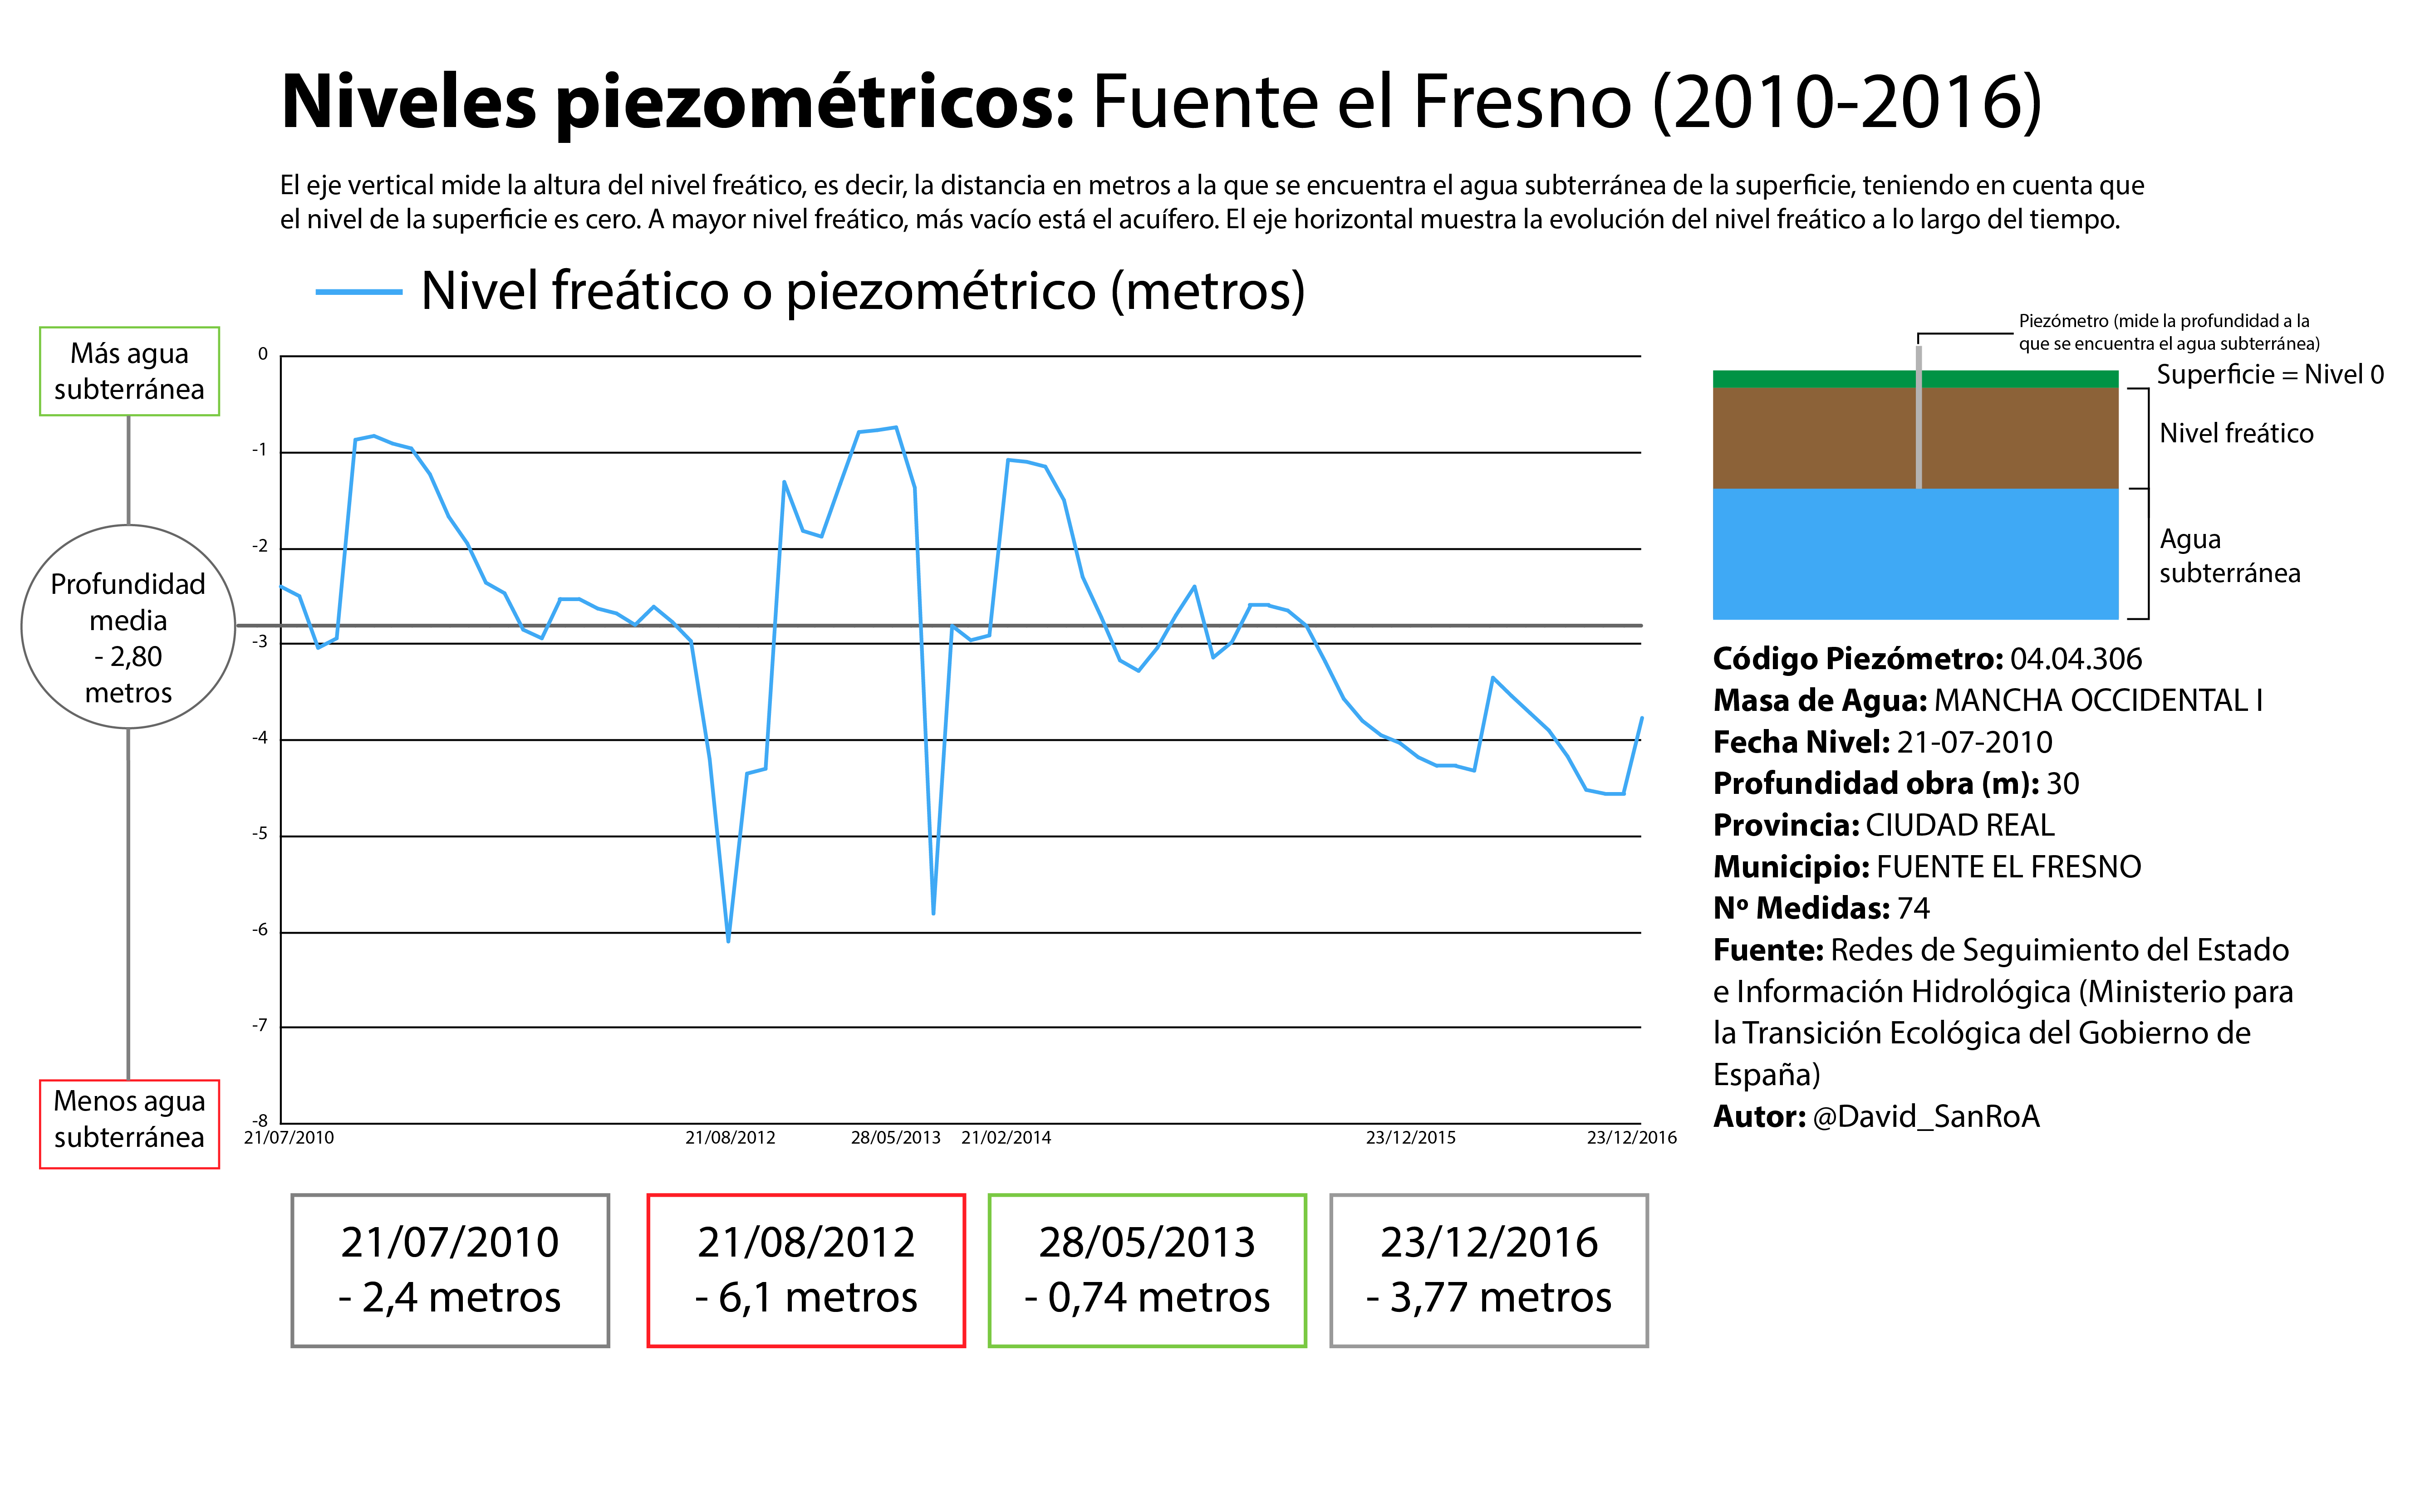 Niveles piezométricos: Fuente el Fresno (2010-2016)
El eje vertical mide la altura del nivel freático, es decir, la distancia en metros a la que se encuentra el agua subterránea de la superficie, teniendo en cuenta que
el nivel de la superficie es cero. A mayor nivel freático, más vacío está el acuífero. El eje horizontal muestra la evolución del nivel freático a lo largo del tiempo.
Nivel freático o piezométrico (metros)
Más agua
subterránea
Profundidad
media
- 2,80
metros
Menos agua
subterránea
0
-1
-2
-3
-4
-5
-6
-7
-8
21/07/2010
21/08/2012
28/05/2013
21/02/2014
23/12/2015
23/12/2016
21/07/2010
- 2,4 metros
21/08/2012
- 6,1 metros
28/05/2013
- 0,74 metros
23/12/2016
- 3,77 metros
Piezómetro (mide la profundidad a la
que se encuentra el agua subterránea)
Superficie = Nivel 0
Nivel freático
Agua
subterránea
Código Piezómetro: 04.04.306
Masa de Agua: MANCHA OCCIDENTAL I
Fecha Nivel: 21-07-2010
Profundidad obra (m): 30
Provincia: CIUDAD REAL
Municipio: FUENTE EL FRESNO
Nº Medidas: 74
Fuente: Redes de Seguimiento del Estado
e Información Hidrológica (Ministerio para
la Transición Ecológica del Gobierno de
España)
Autor: @David_SanRoA